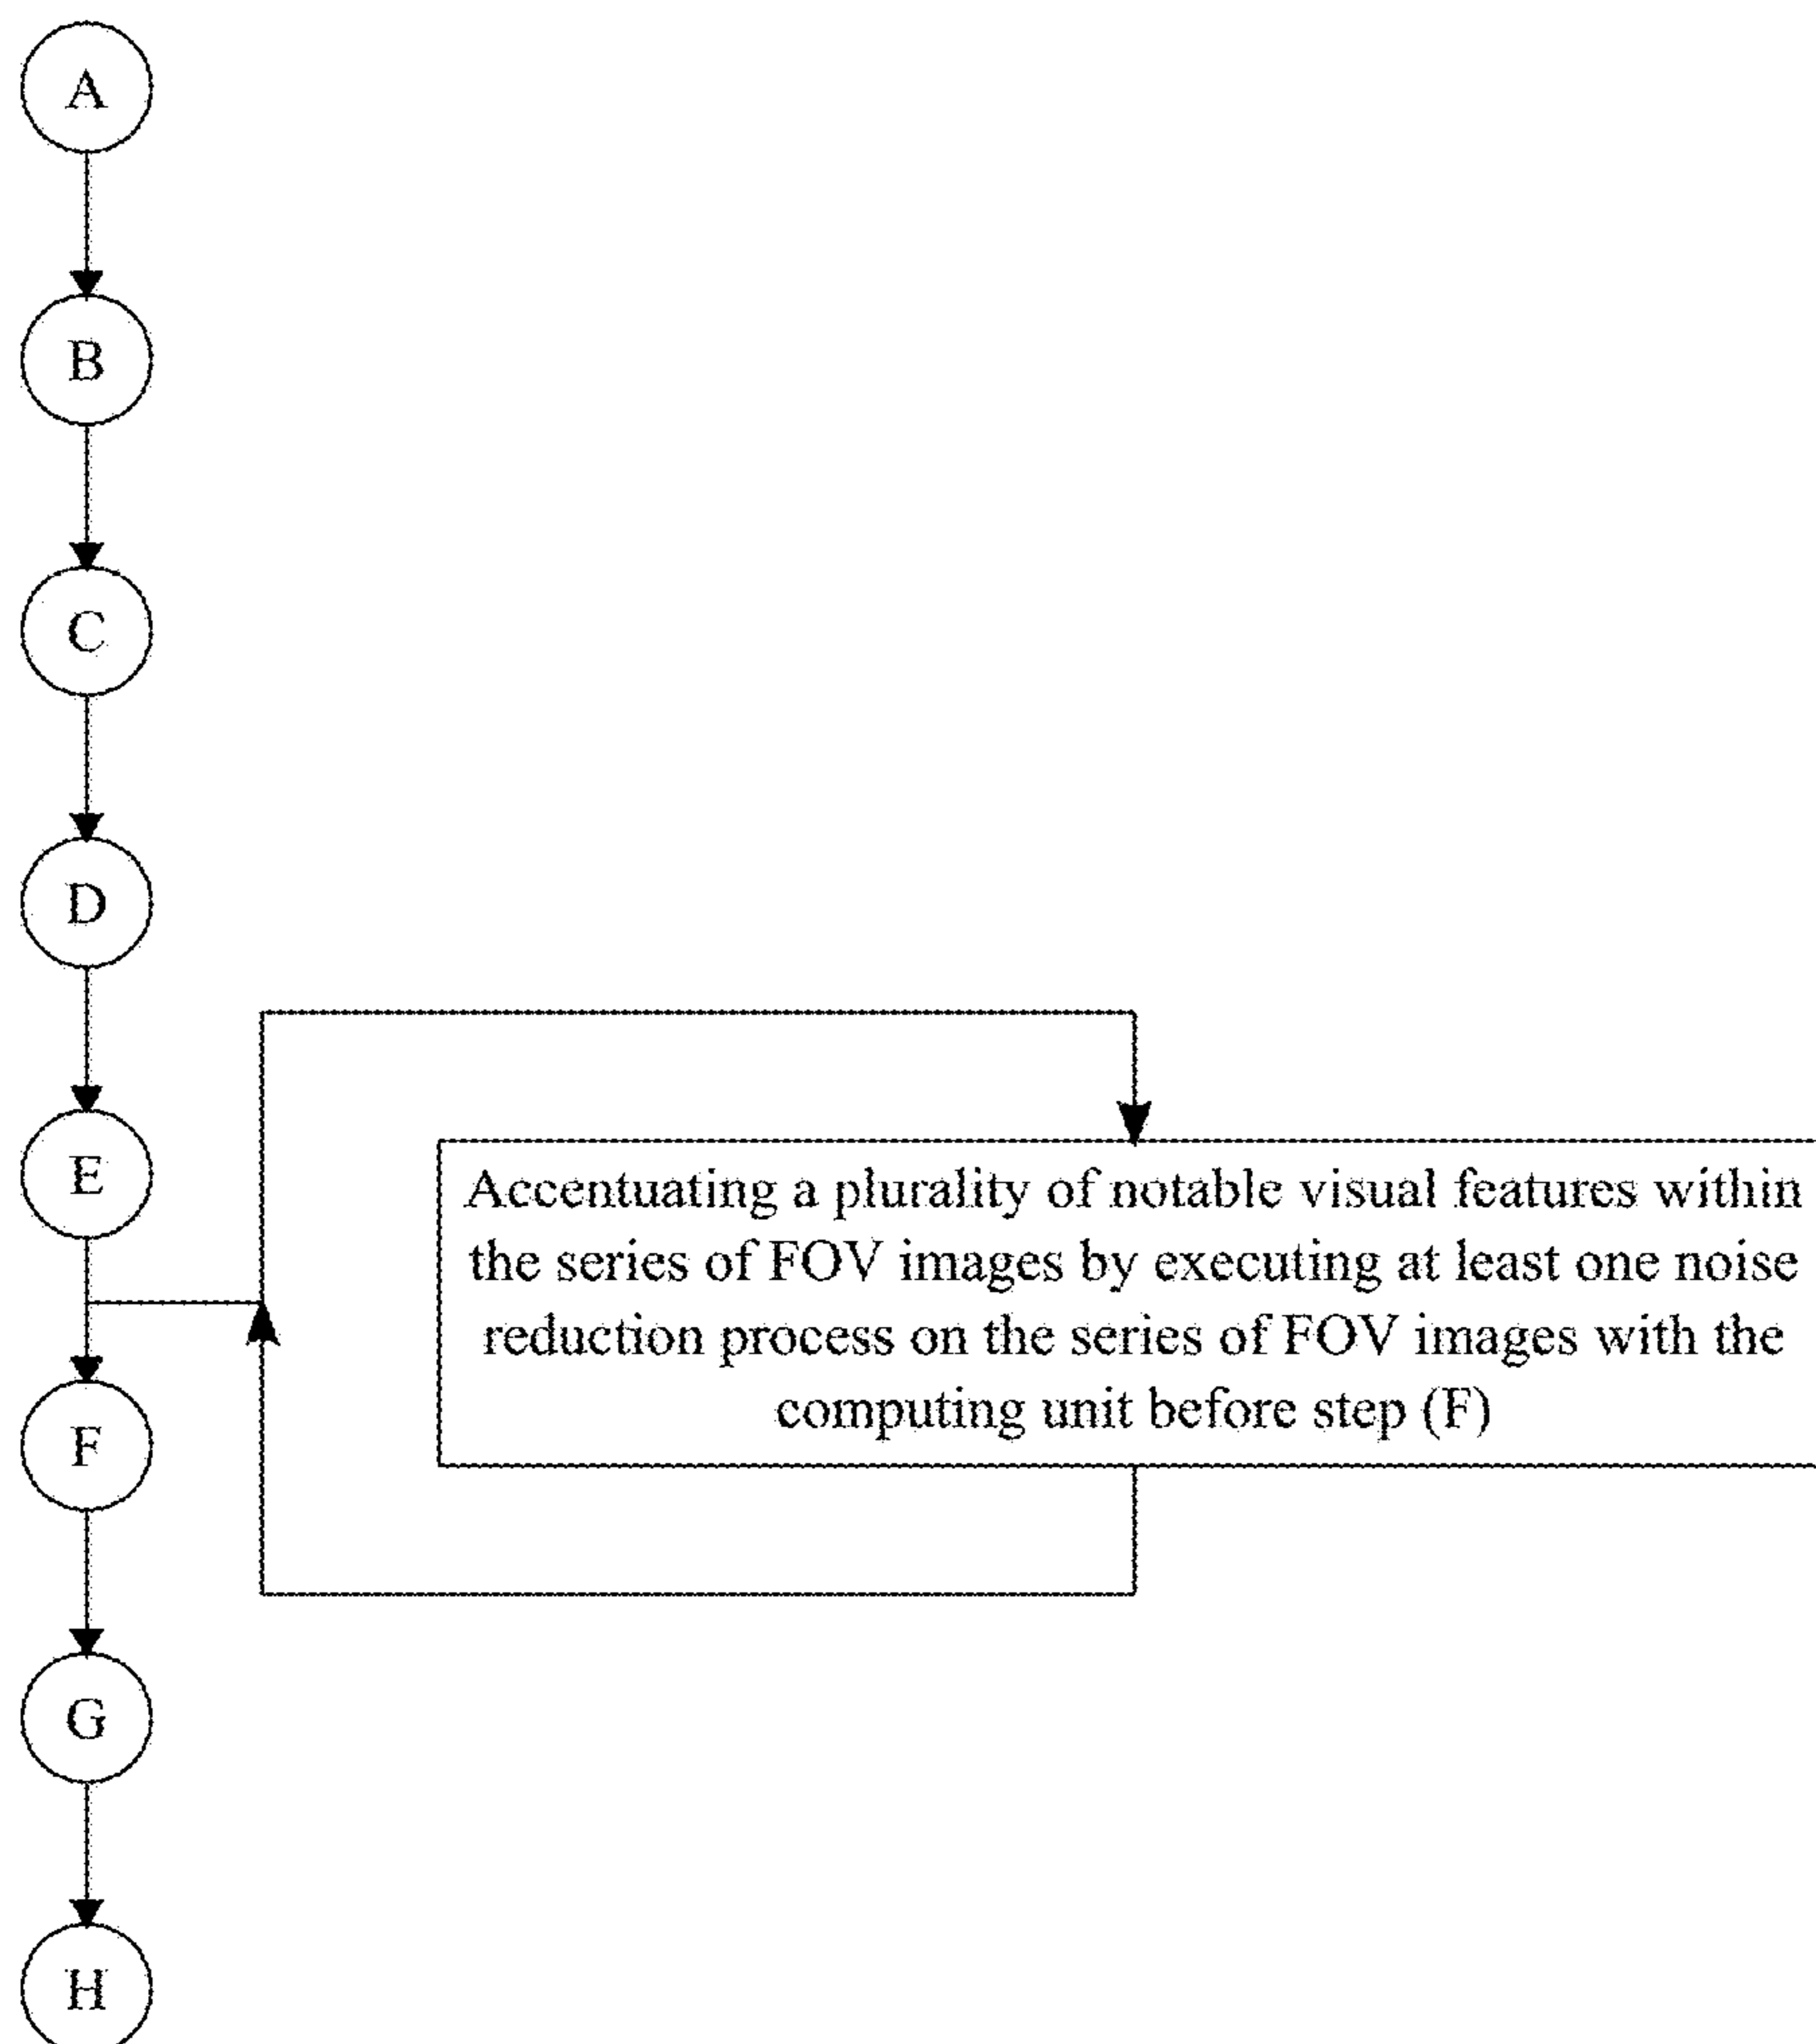 A
B
C
D
E
Accentuating a plurality of notable visual features within
the series of FOV images by executing at least one noise
reduction process on the series of FOV images with the
computing unit before step (F)
F
G
H